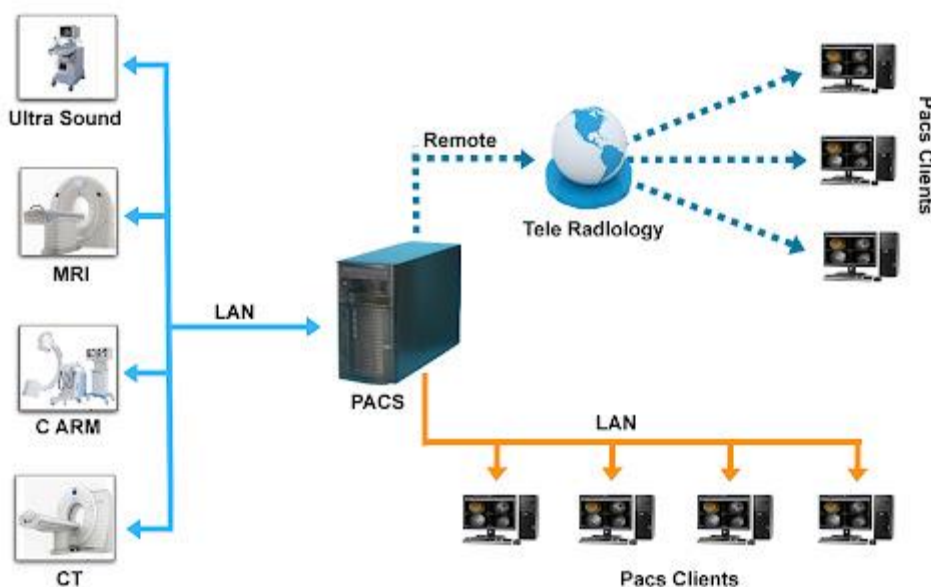 Ultra Sound
MRI
C ARM
CT
LAN
PACS
Remote
Tele Radiology
Pacs Clients
LAN
Pacs Clients